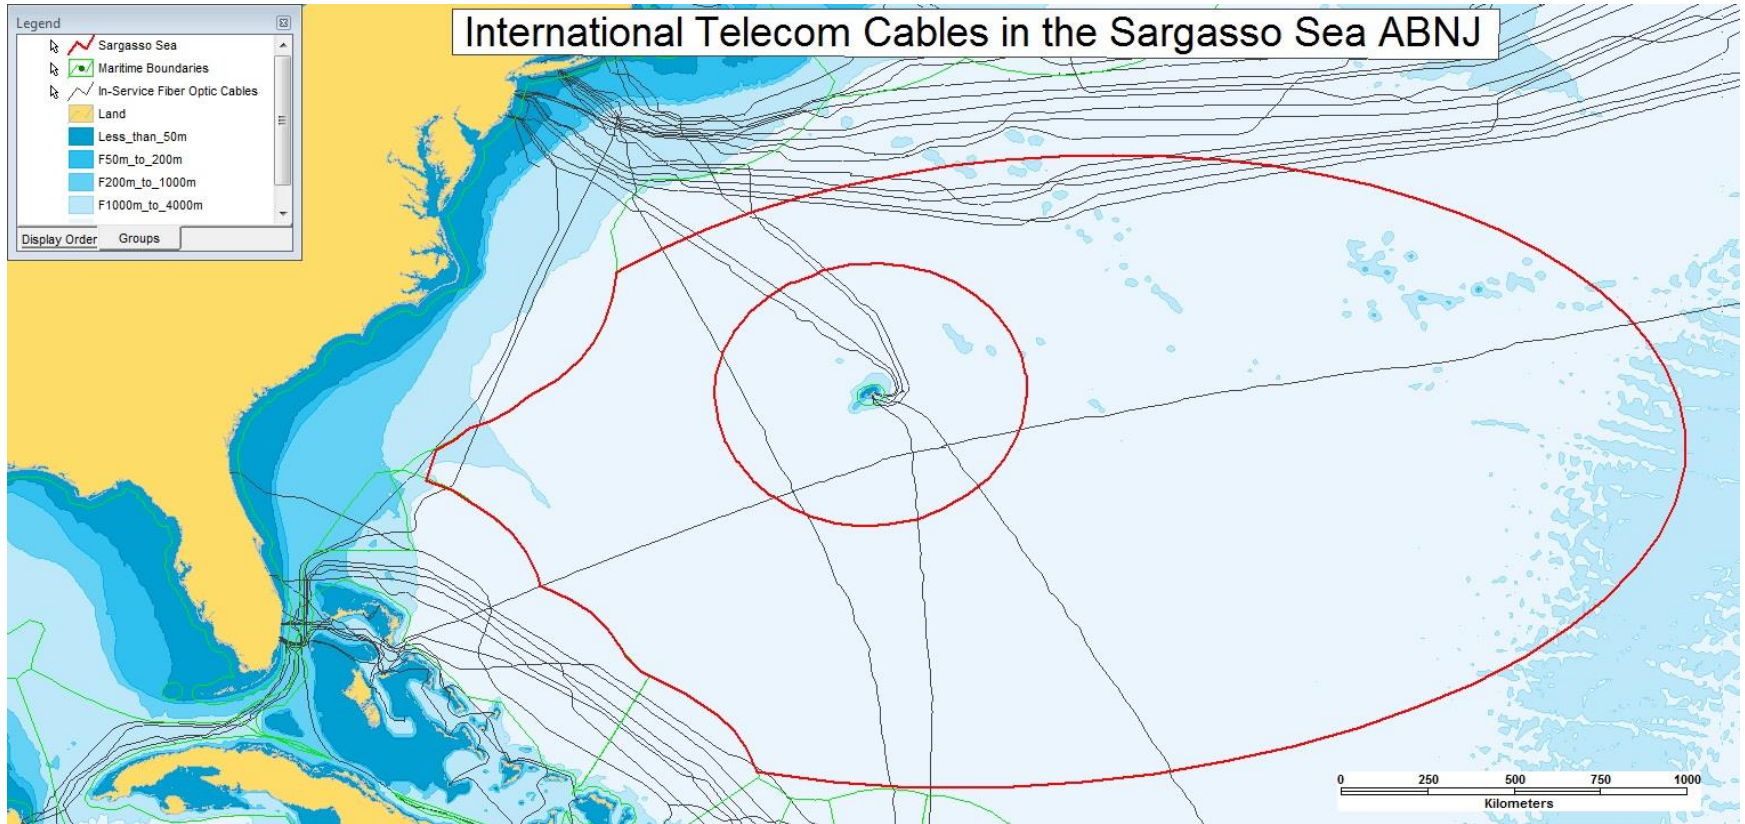 Legend
Sargasso Sea
Maritime Boundaries
In-Service Fiber Optic Cables
Land
Less_than_50m
F50m_to_200m
F200m_to_1000m
F1000m_to_4000m
Display Order Groups
International Telecom Cables in the Sargasso Sea ABNJ
0 250 500 750 1000
Kilometers